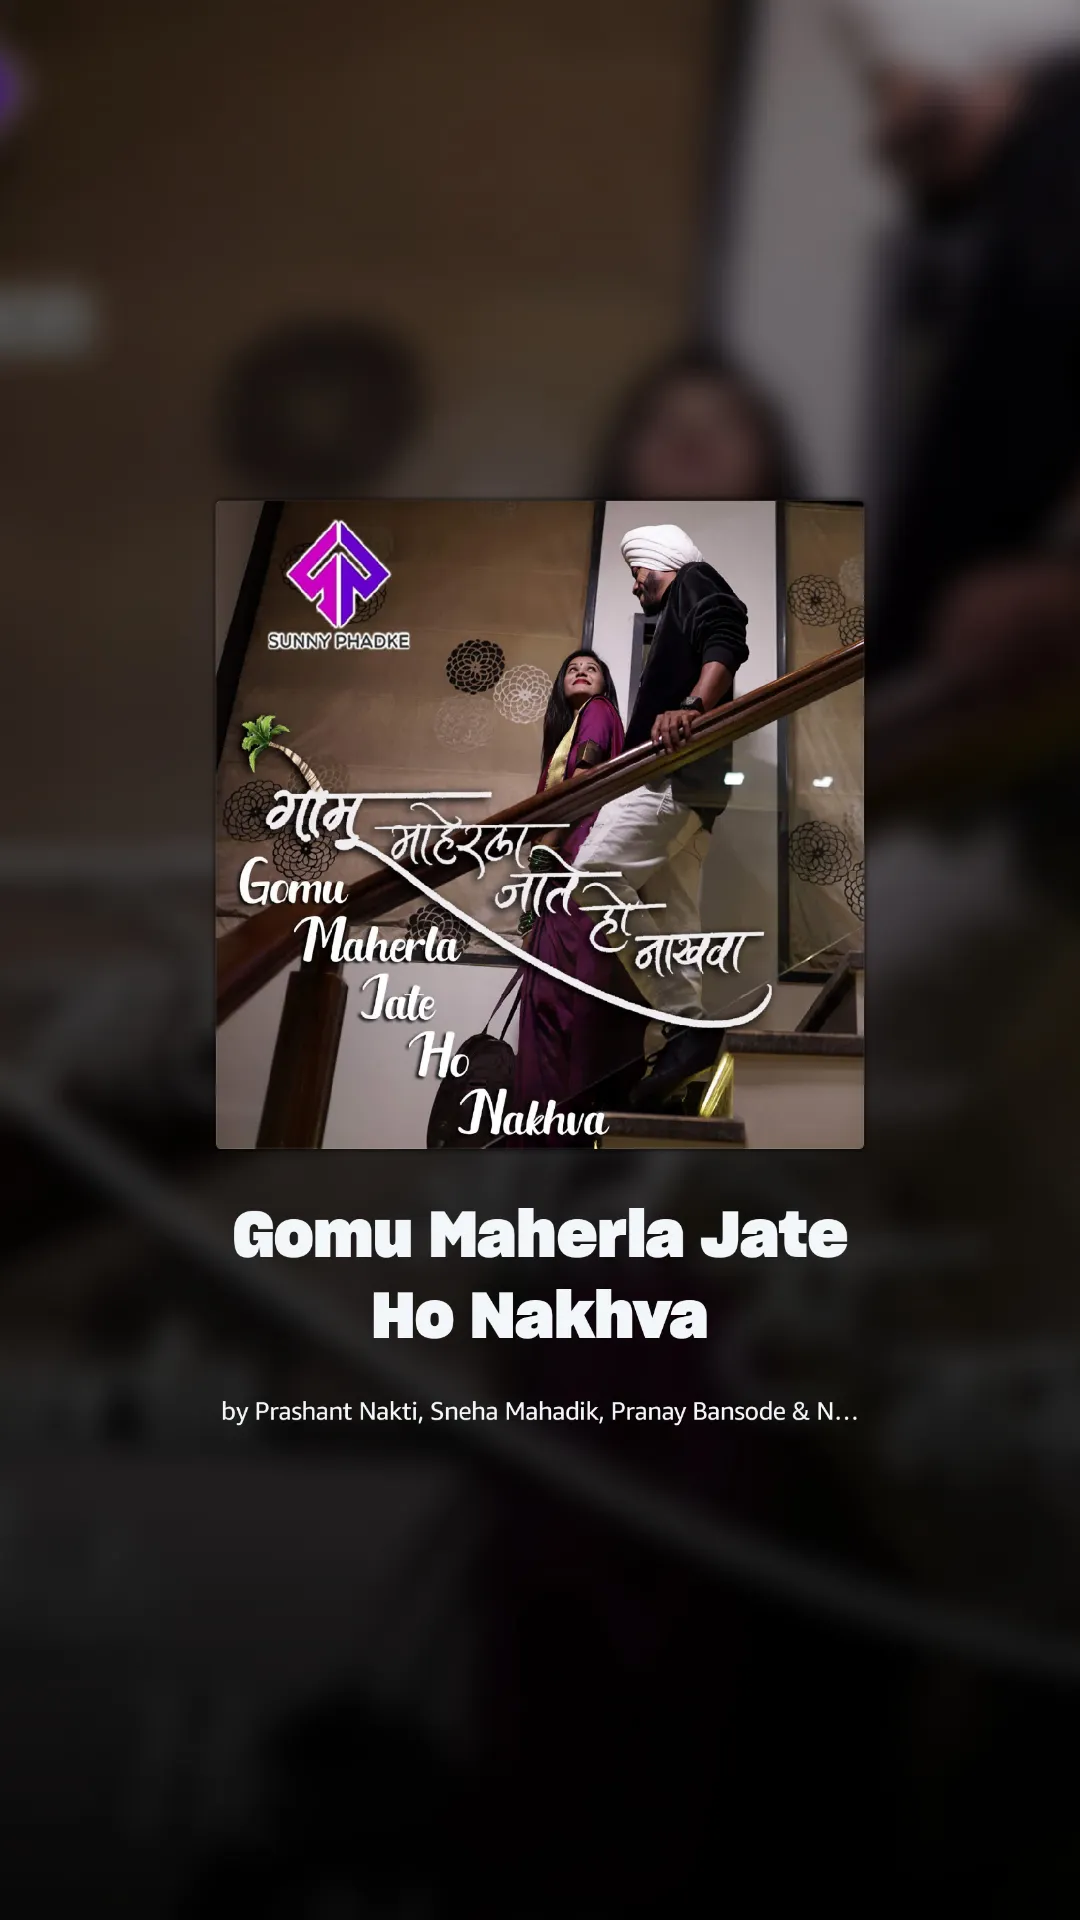 SUNNY PHADKE
गोमु
माहेरला
जाते
हो
नाखवा
Gomu
Maherla
Jate
Ho
Nakhva
Gomu Maherla Jate
Ho Nakhva
by Prashant Nakti, Sneha Mahadik, Pranay Bansode & N…